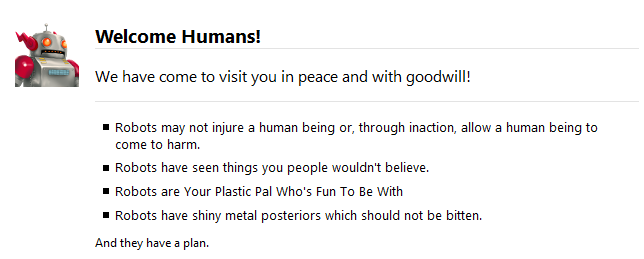 Welcome Humans!
We have come to visit you in peace and with goodwill!
Robots may not injure a human being or, through inaction, allow a human being to
come to harm.
Robots have seen things you people wouldn't believe.
Robots are Your Plastic Pal Who's Fun To Be With
Robots have shiny metal posteriors which should not be bitten.
And they have a plan.